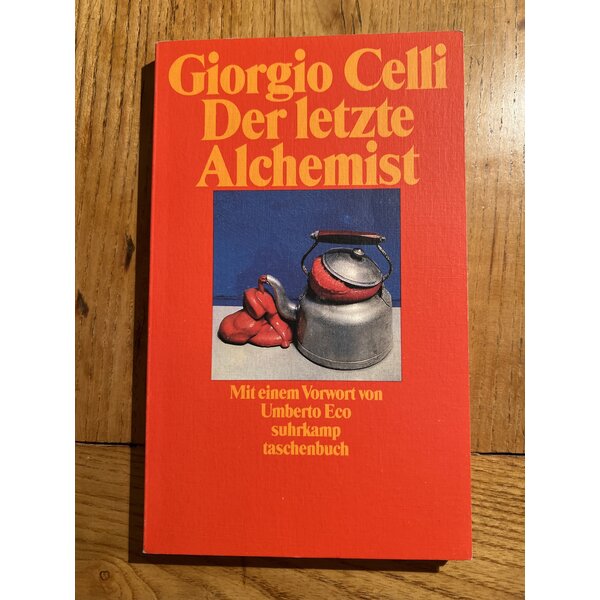 Giorgio Celli
Der letzte
Alchemist
Mit einem Vorwort von
Umberto Eco
suhrkamp
taschenbuch